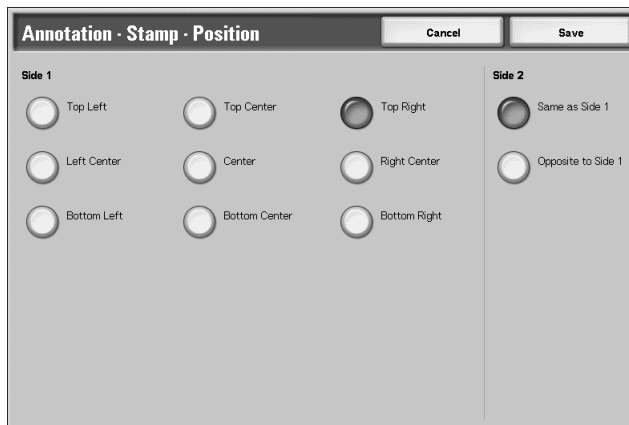 Annotation - Stamp - Position
Cancel
Save
Side 1
Side 2
Top Left
Top Center
Top Right
Same as Side 1
Left Center
Center
Right Center
Opposite to Side 1
Bottom Left
Bottom Center
Bottom Right